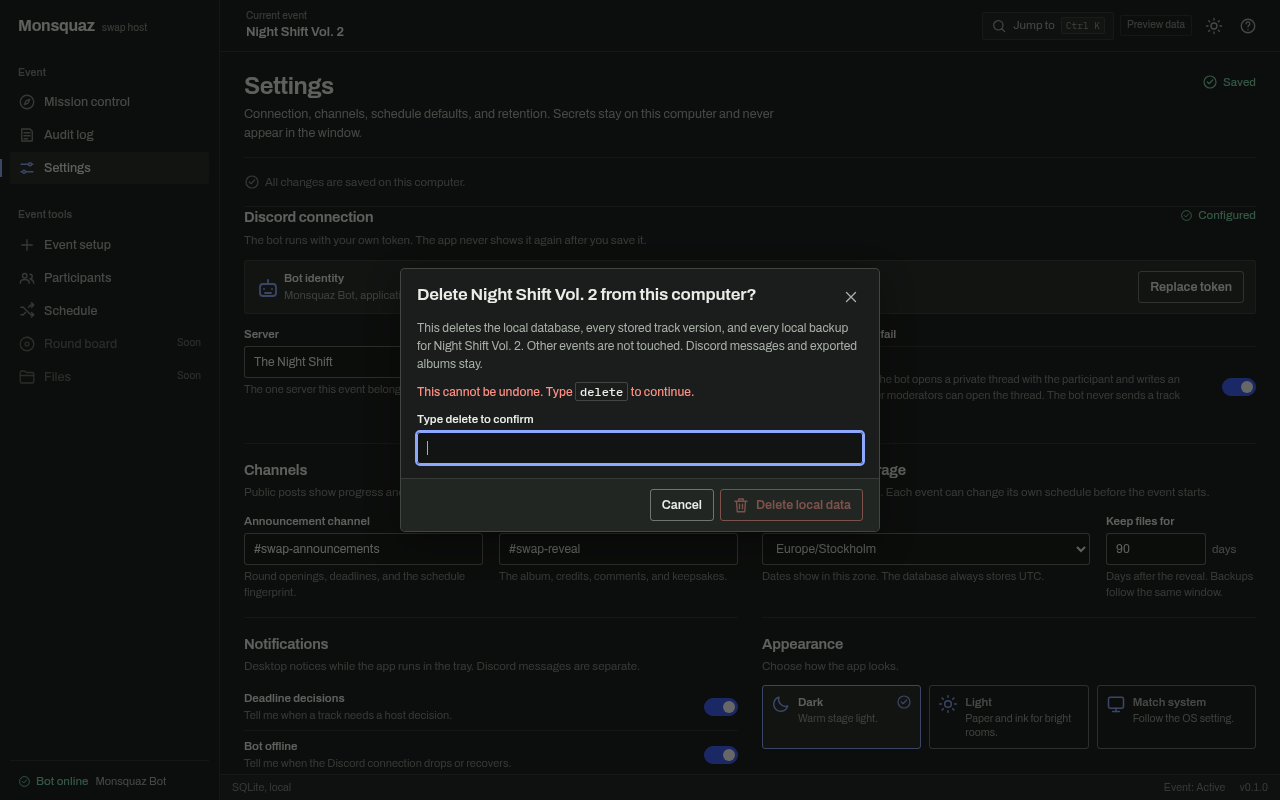 Monsquaz swap host
Current event
Night Shift Vol. 2
Jump to Ctrl K
Preview data
Event
Mission control
Audit log
Settings
Event tools
Event setup
Participants
Schedule
Round board Soon
Files Soon
Bot online Monsquaz Bot
Settings
Saved
Connection, channels, schedule defaults, and retention. Secrets stay on this computer and never
appear in the window.
All changes are saved on this computer.
Discord connection
Configured
The bot runs with your own token. The app never shows it again after you save it.
Bot identity
Monsquaz Bot, applicati
Replace token
Server
The Night Shift
The one server this event belong
fail
he bot opens a private thread with the participant and writes an
r moderators can open the thread. The bot never sends a track
Delete Night Shift Vol. 2 from this computer?
This deletes the local database, every stored track version, and every local backup
for Night Shift Vol. 2. Other events are not touched. Discord messages and exported
albums stay.
This cannot be undone. Type delete to continue.
Type delete to confirm
Cancel
Delete local data
Channels
Public posts show progress an
Announcement channel
#swap-announcements
Round openings, deadlines, and the schedule
fingerprint.
#swap-reveal
The album, credits, comments, and keepsakes.
rage
. Each event can change its own schedule before the event starts.
Europe/Stockholm
Dates show in this zone. The database always stores UTC.
Keep files for
90 days
Days after the reveal. Backups
follow the same window.
Notifications
Desktop notices while the app runs in the tray. Discord messages are separate.
Deadline decisions
Tell me when a track needs a host decision.
Bot offline
Tell me when the Discord connection drops or recovers.
Appearance
Choose how the app looks.
Dark
Warm stage light.
Light
Paper and ink for bright
rooms.
Match system
Follow the OS setting.
SQLite, local
Event: Active v0.1.0